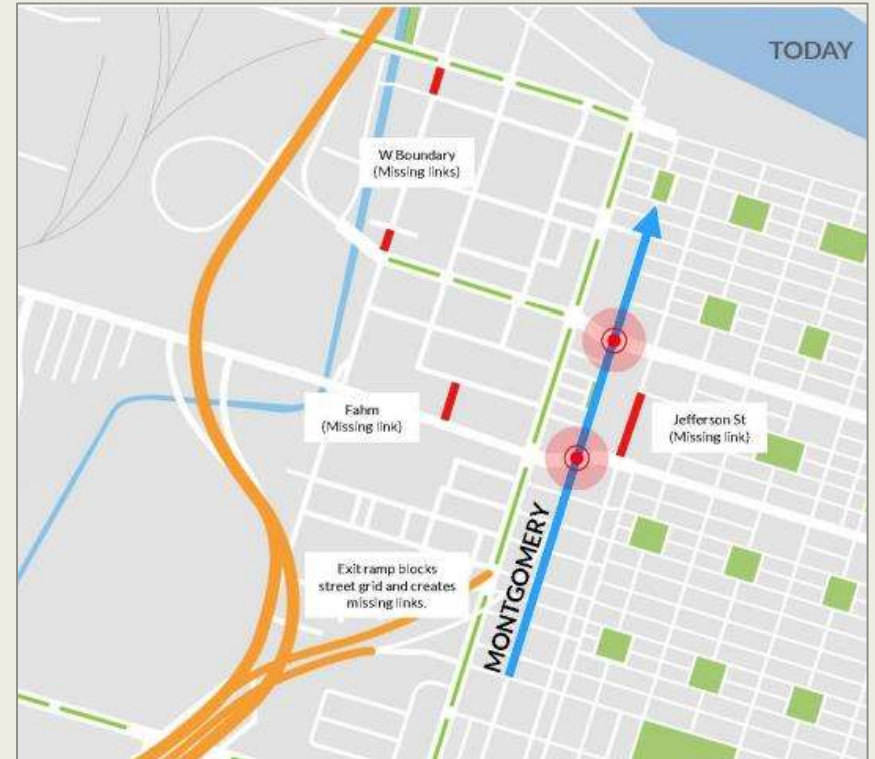 TODAY
W Boundary
(Missing links)
Fahm
(Missing link)
Jefferson St
(Missing link)
Exit ramp blocks
street grid and creates
missing links.
MONTGOMERY